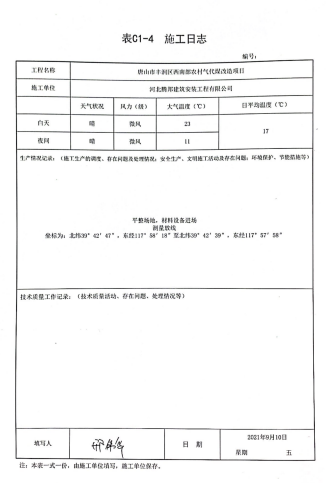 表C1-4 施工日志
编号:
工程名称 唐山市丰润区西南部农村气代煤改造项目
施工单位 河北腾邦建筑安装工程有限公司
天气状况 风力(级) 大气温度(℃) 日平均温度(℃)
白天 晴 微风 23 17
夜间 晴 微风 11
生产情况记录:(施工生产的调度、存在问题及处理情况;安全生产、文明施工活动及存在问题;环境保护、节能措施等)
平整场地,材料设备进场
测量放线
坐标为:北纬39°42′47″,东经117°58′18″至北纬39°42′39″,东经117°57′58″
技术质量工作记录:(技术质量活动、存在问题、处理情况等)
填写人 日 期 2021年9月10日
星期 五
注:本表一式一份,由施工单位填写,施工单位保存。